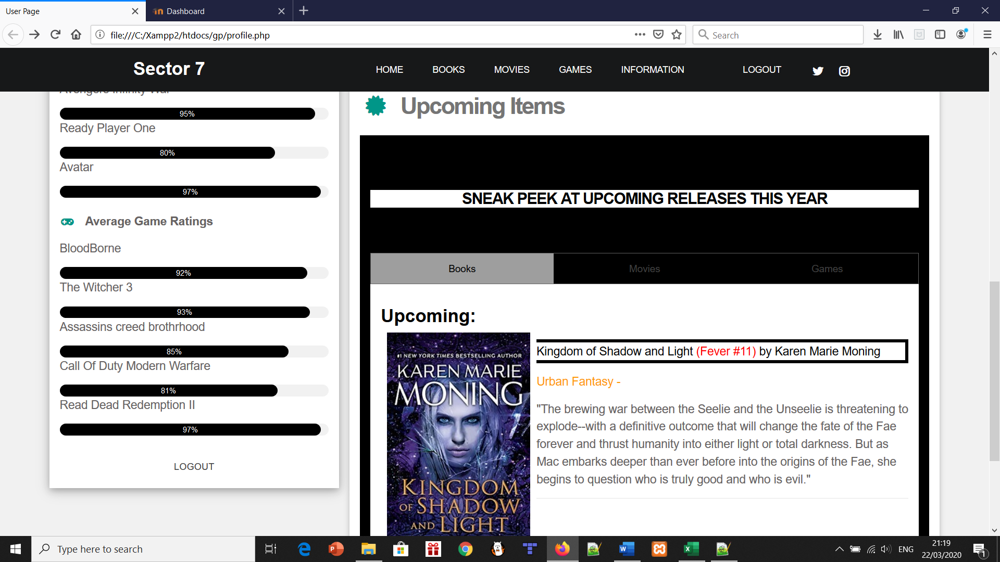 User Page
Dashboard
file:///C:/Xampp2/htdocs/gp/profile.php
Search
Sector 7
HOME
BOOKS
MOVIES
GAMES
INFORMATION
LOGOUT
Avengers Infinity War
95%
Ready Player One
80%
Avatar
97%
Average Game Ratings
BloodBorne
92%
The Witcher 3
93%
Assassins creed brothrhood
85%
Call Of Duty Modern Warfare
81%
Read Dead Redemption II
97%
LOGOUT
Upcoming Items
SNEAK PEEK AT UPCOMING RELEASES THIS YEAR
Books
Movies
Games
Upcoming:
#1 NEW YORK TIMES BESTSELLING AUTHOR
KAREN MARIE
MONING
KINGDOM
OF SHADOW
AND LIGHT
Kingdom of Shadow and Light (Fever #11) by Karen Marie Moning
Urban Fantasy -
"The brewing war between the Seelie and the Unseelie is threatening to
explode--with a definitive outcome that will change the fate of the Fae
forever and thrust humanity into either light or total darkness. But as
Mac embarks deeper than ever before into the origins of the Fae, she
begins to question who is truly good and who is evil."
Type here to search
ENG
21:19
22/03/2020
1